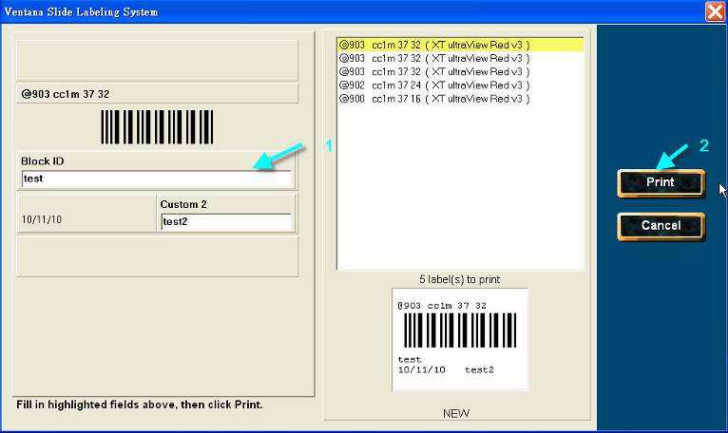 Ventana Slide Labeling System
@903 cc1m 37 32
Block ID
test
10/11/10
Custom 2
test2
Fill in highlighted fields above, then click Print.
1
@903 cc1m 37 32 ( XT ultraView Red v3 )
@903 cc1m 37 32 ( XT ultraView Red v3 )
@903 cc1m 37 32 ( XT ultraView Red v3 )
@902 cc1m 37 24 ( XT ultraView Red v3 )
@900 cc1m 37 16 ( XT ultraView Red v3 )
5 label(s) to print
@903 cc1m 37 32
test
10/11/10 test2
NEW
2
Print
Cancel